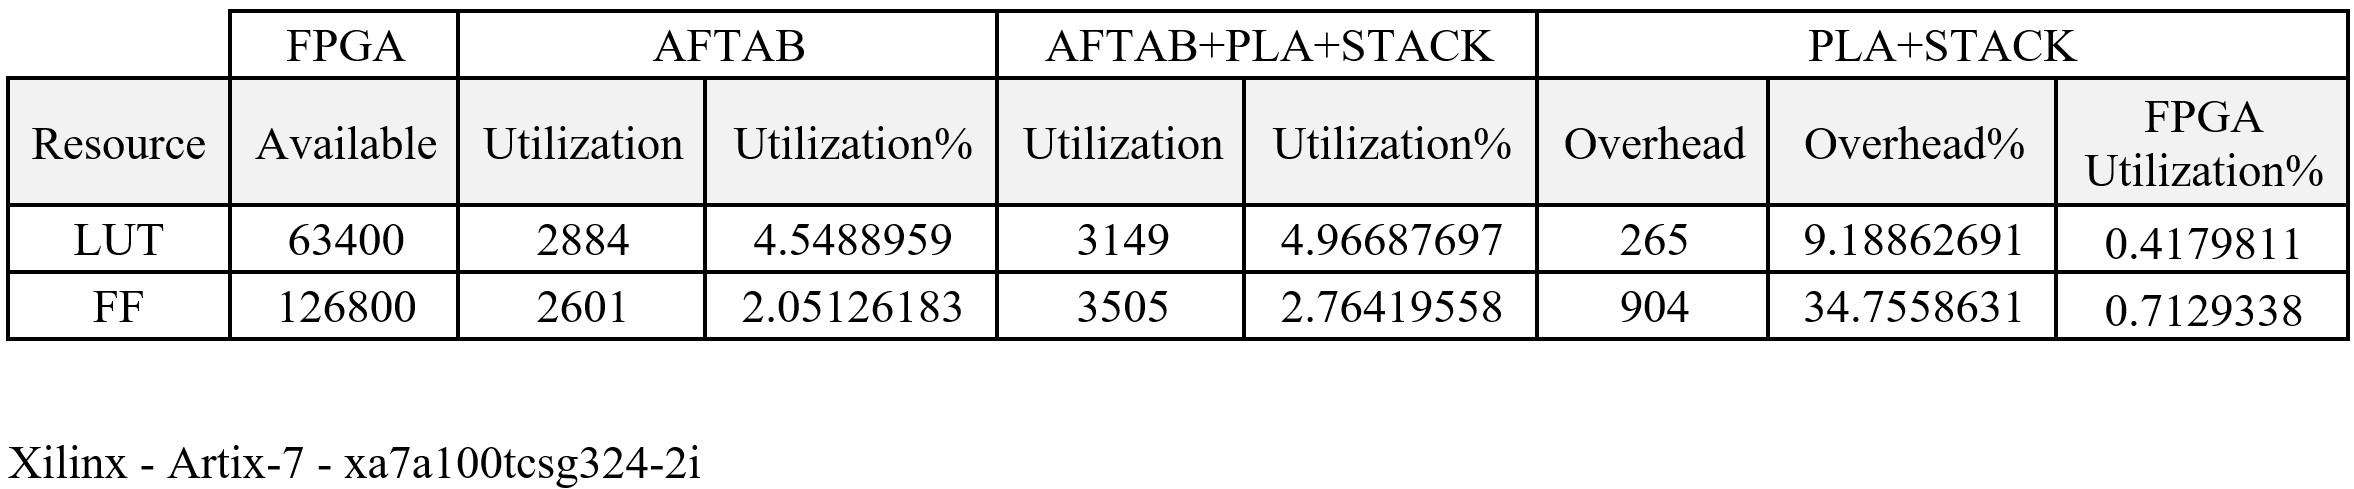 FPGA AFTAB AFTAB+PLA+STACK PLA+STACK
Resource Available Utilization Utilization% Utilization Utilization% Overhead Overhead% FPGA Utilization%
LUT 63400 2884 4.5488959 3149 4.96687697 265 9.18862691 0.4179811
FF 126800 2601 2.05126183 3505 2.76419558 904 34.7558631 0.7129338
Xilinx - Artix-7 - xa7a100tcsg324-2i